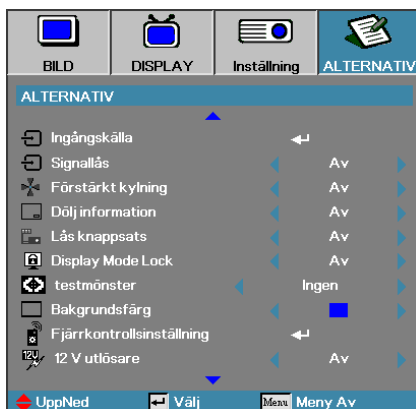 BILD DISPLAY Inställning ALTERNATIV
ALTERNATIV
Ingångskälla
Signallås Av
Förstärkt kylning Av
Dölj information Av
Lås knappsats Av
Display Mode Lock Av
testmönster Ingen
Bakgrundsfärg
Fjärrkontrollsinställning
12V 12 V utlösare Av
UppNed Välj Menu Meny Av